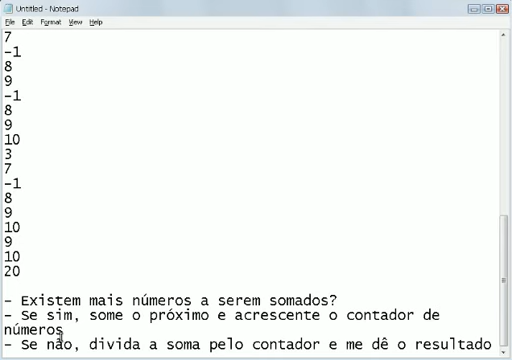 Untitled - Notepad
File Edit Format View Help
7
-1
8
9
-1
8
9
10
3
7
-1
8
9
10
9
10
20
- Existem mais números a serem somados?
- Se sim, some o próximo e acrescente o contador de
números
- Se não, divida a soma pelo contador e me dê o resultado